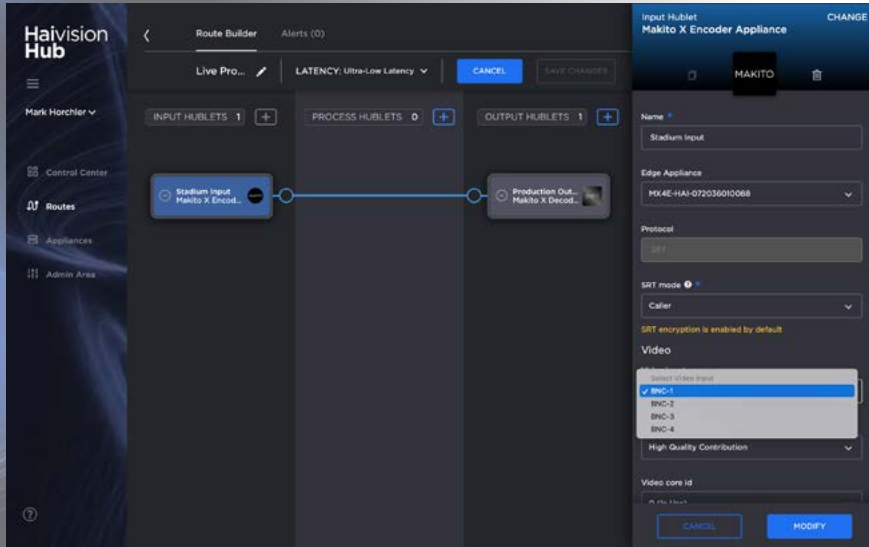 Haivision
Hub
Mark Horchler
Control Center
Routes
Appliances
Admin Area
Route Builder
Alerts (0)
Live Pro...
LATENCY: Ultra-Low Latency
CANCEL
SAVE CHANGES
INPUT HUBLETS 1 +
PROCESS HUBLETS 0 +
OUTPUT HUBLETS 1 +
Stadium Input
Makito X Encod...
Production Out...
Makito X Decod...
Input Hublet
CHANGE
Makito X Encoder Appliance
MAKITO
Name *
Stadium Input
Edge Appliance
MX4E-HAI-072036010068
Protocol
SRT
SRT mode ? *
Caller
SRT encryption is enabled by default
Video
Select Video Input
✓ BNC-1
BNC-2
BNC-3
BNC-4
High Quality Contribution
Video core id
CANCEL
MODIFY
?